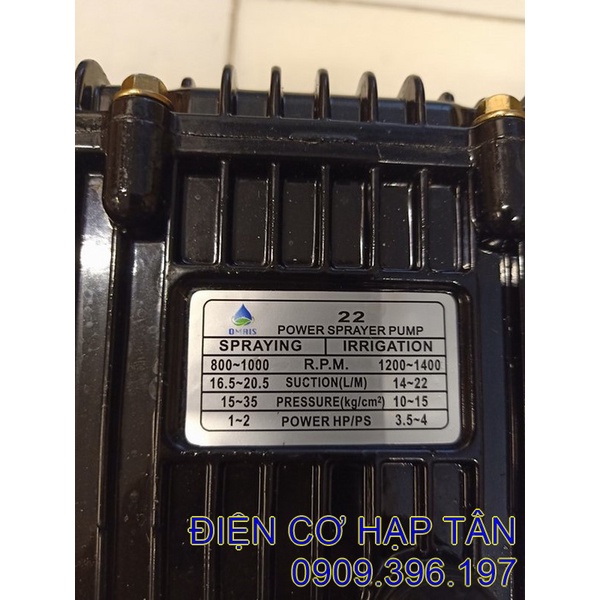 22
OMRIS POWER SPRAYER PUMP
SPRAYING IRRIGATION
800~1000 R.P.M. 1200~1400
16.5~20.5 SUCTION(L/M) 14~22
15~35 PRESSURE(kg/cm²) 10~15
1~2 POWER HP/PS 3.5~4
ĐIỆN CƠ HẠP TÂN
0909.396.197